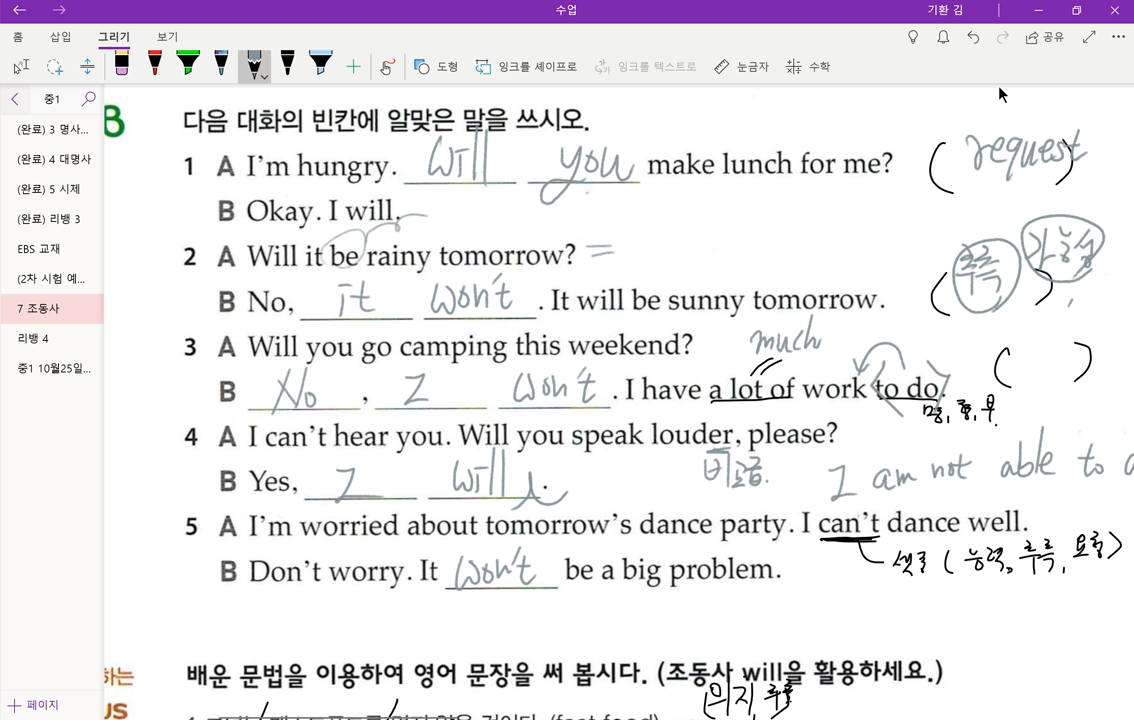 수업
기환 김
홈 삽입 그리기 보기
공유
도형 잉크를 셰이프로 잉크를 텍스트로 눈금자 수학
중1
(완료) 3 명사...
(완료) 4 대명사
(완료) 5 시제
(완료) 리뱅 3
EBS 교재
(2차 시험 예...
7 조동사
리뱅 4
중1 10월25일...
페이지
B 다음 대화의 빈칸에 알맞은 말을 쓰시오.
1 A I'm hungry. will you make lunch for me? ( request )
B Okay. I will.
2 A Will it be rainy tomorrow? =
(추측) 가능성
B No, it won't . It will be sunny tomorrow.
3 A Will you go camping this weekend?
much
B No , I won't . I have a lot of work to do. ( )
4 A I can't hear you. Will you speak louder, please?
B Yes, I will .
비교급. I am not able to
5 A I'm worried about tomorrow's dance party. I can't dance well.
B Don't worry. It won't be a big problem.
(능력, 추측, 요청)
하는 배운 문법을 이용하여 영어 문장을 써 봅시다. (조동사 will을 활용하세요.)
US
(의지, 추측)
(fast food)